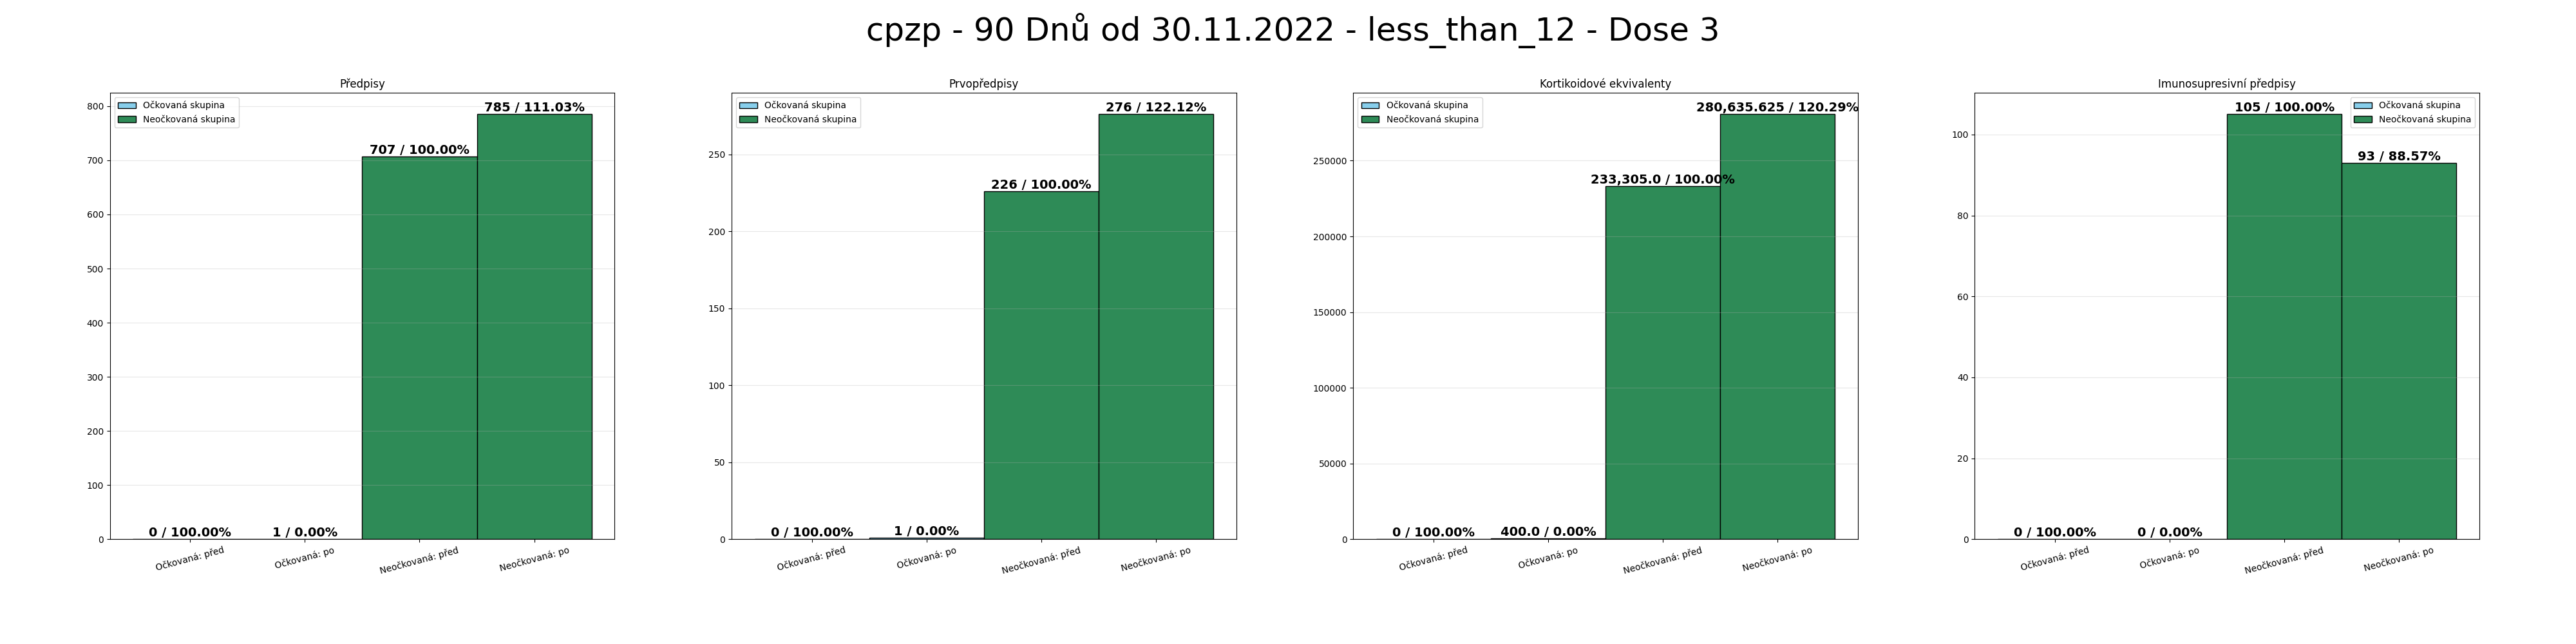 cpzp - 90 Dnů od 30.11.2022 - less_than_12 - Dose 3
Předpisy
Očkovaná skupina
Neočkovaná skupina
800
700
600
500
400
300
200
100
0
0 / 100.00%
1 / 0.00%
707 / 100.00%
785 / 111.03%
Očkovaná: před
Očkovaná: po
Neočkovaná: před
Neočkovaná: po
Prvopředpisy
Očkovaná skupina
Neočkovaná skupina
250
200
150
100
50
0
0 / 100.00%
1 / 0.00%
226 / 100.00%
276 / 122.12%
Očkovaná: před
Očkovaná: po
Neočkovaná: před
Neočkovaná: po
Kortikoidové ekvivalenty
Očkovaná skupina
Neočkovaná skupina
250000
200000
150000
100000
50000
0
0 / 100.00%
400.0 / 0.00%
233,305.0 / 100.00%
280,635.625 / 120.29%
Očkovaná: před
Očkovaná: po
Neočkovaná: před
Neočkovaná: po
Imunosupresivní předpisy
Očkovaná skupina
Neočkovaná skupina
100
80
60
40
20
0
0 / 100.00%
0 / 0.00%
105 / 100.00%
93 / 88.57%
Očkovaná: před
Očkovaná: po
Neočkovaná: před
Neočkovaná: po